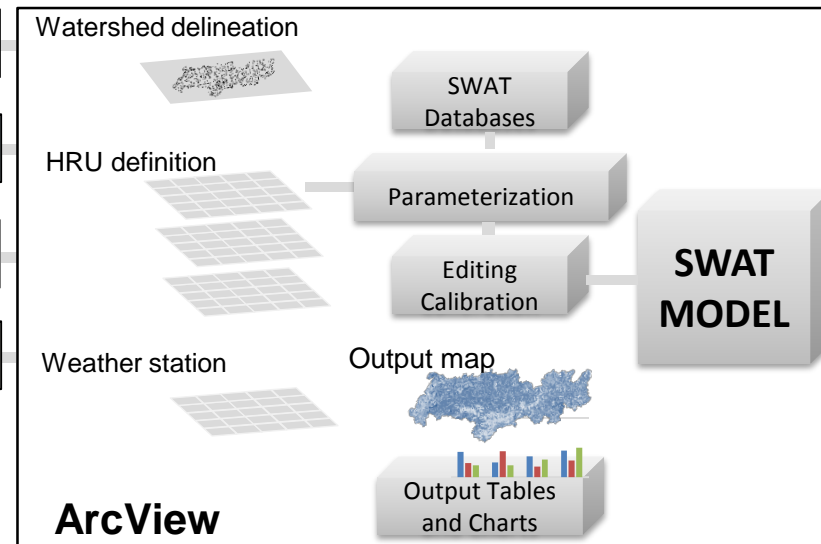 Watershed delineation
SWAT
Databases
HRU definition
Parameterization
Editing
Calibration
SWAT
MODEL
Weather station
Output map
Output Tables
and Charts
ArcView